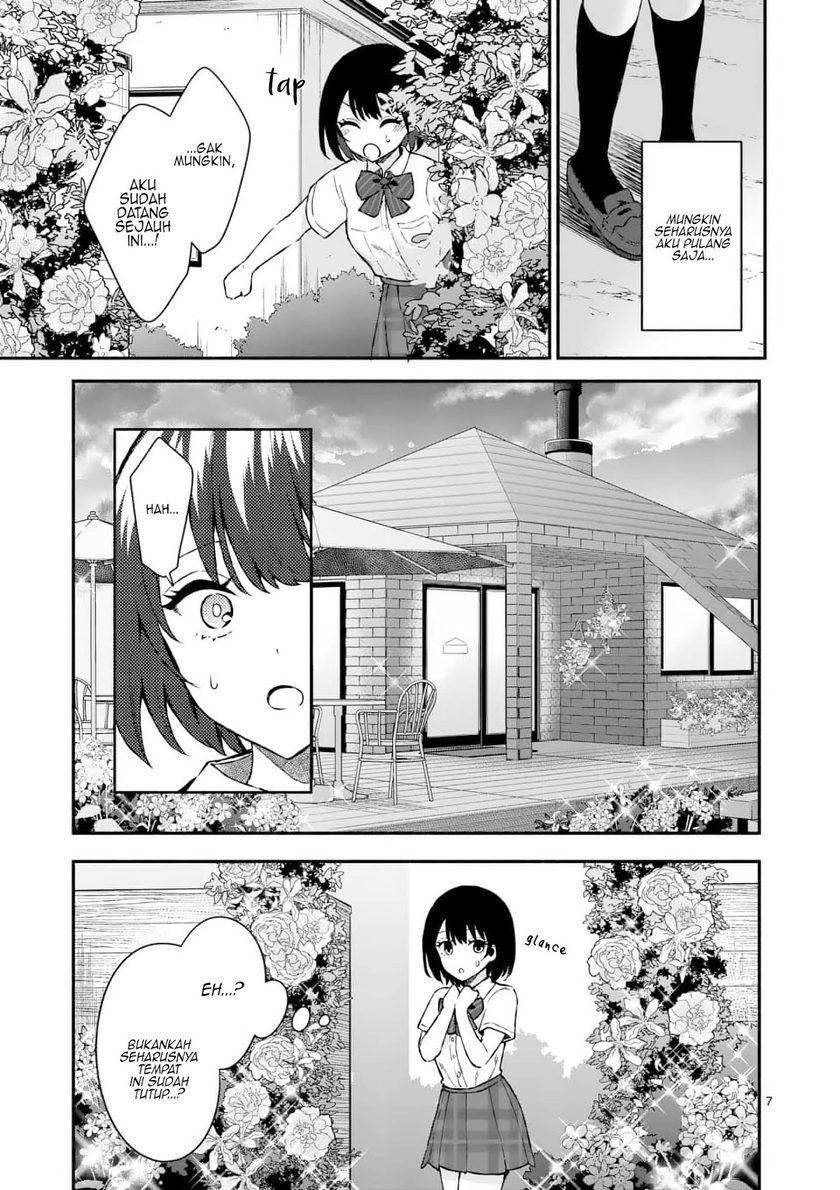 MUNGKIN
SEHARUSNYA
AKU PULANG
SAJA...
tap
...GAK
MUNGKIN,
AKU
SUDAH
DATANG
SEJAUH
INI...!
HAH...
glance
EH...?
BUKANKAH
SEHARUSNYA
TEMPAT
INI SUDAH
TUTUP...?
7